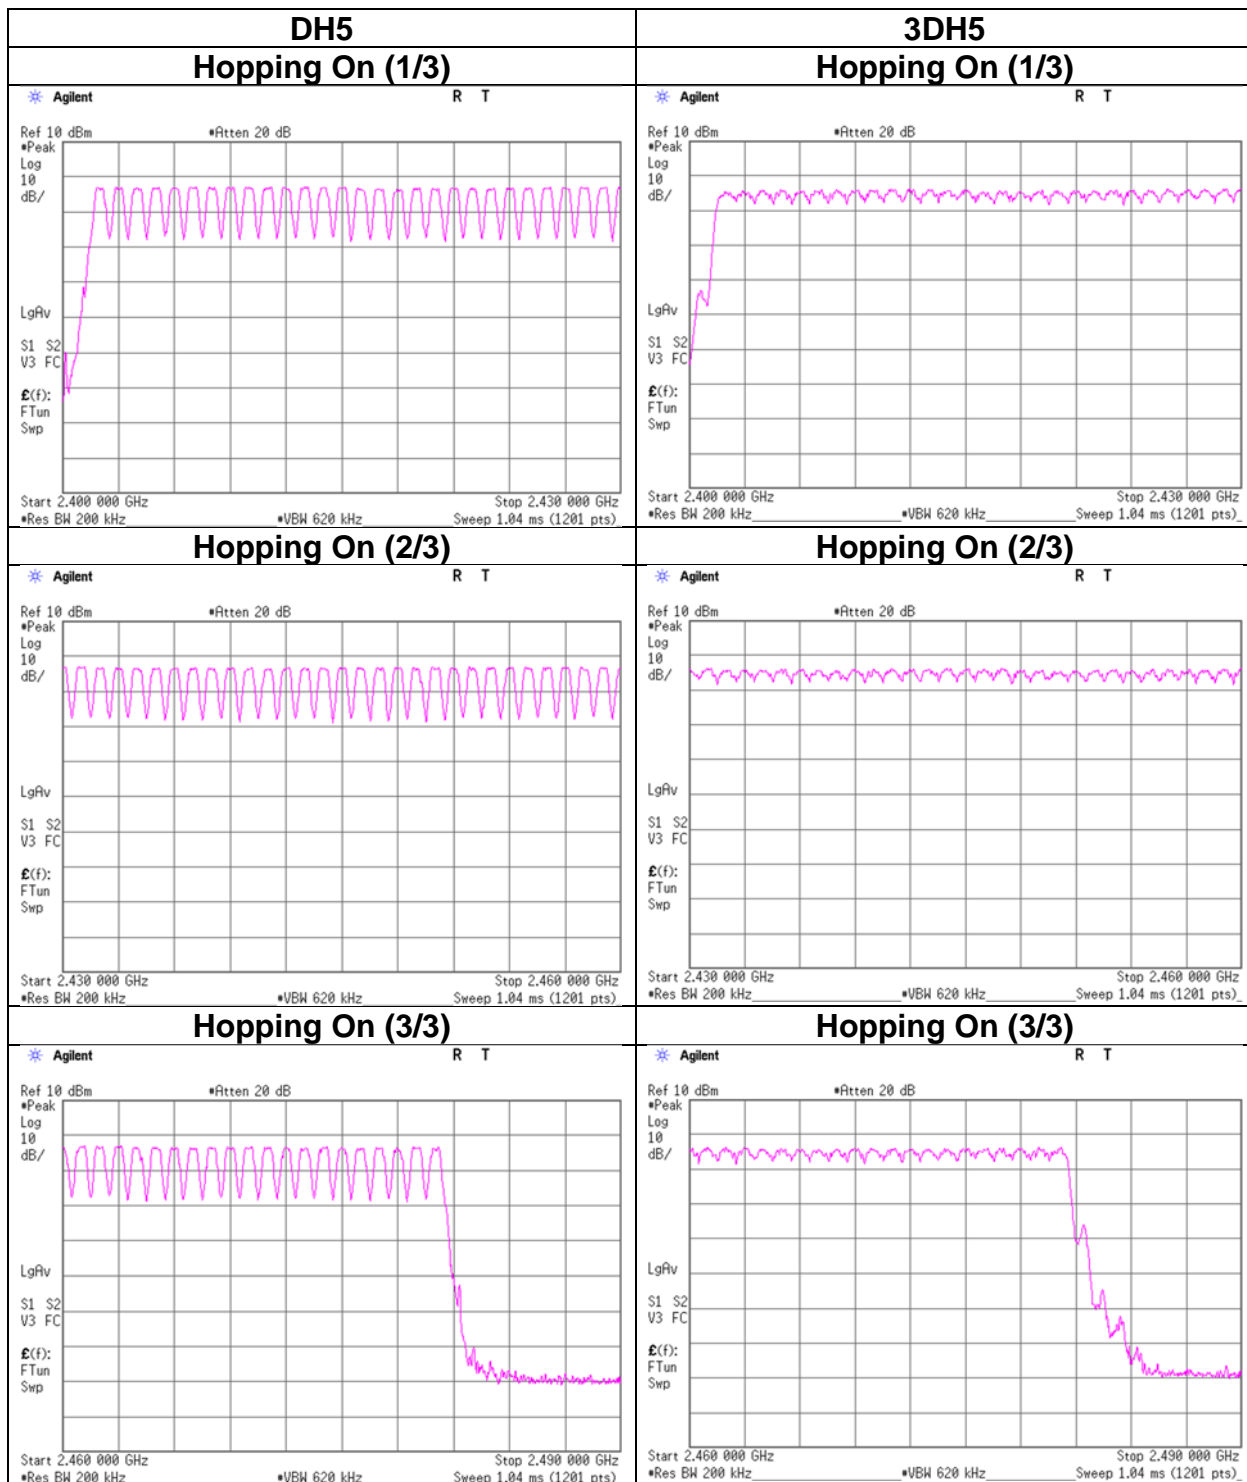 DH5 3DH5
Hopping On (1/3) Hopping On (1/3)
Agilent R T
Ref 10 dBm *Atten 20 dB
*Peak
Log
10
dB/
LgAv
S1 S2
V3 FC
£(f):
FTun
Swp
Start 2.400 000 GHz Stop 2.430 000 GHz
*Res BW 200 kHz *VBW 620 kHz Sweep 1.04 ms (1201 pts)
Agilent R T
Ref 10 dBm *Atten 20 dB
*Peak
Log
10
dB/
LgAv
S1 S2
V3 FC
£(f):
FTun
Swp
Start 2.400 000 GHz Stop 2.430 000 GHz
*Res BW 200 kHz *VBW 620 kHz Sweep 1.04 ms (1201 pts)
Hopping On (2/3) Hopping On (2/3)
Agilent R T
Ref 10 dBm *Atten 20 dB
*Peak
Log
10
dB/
LgAv
S1 S2
V3 FC
£(f):
FTun
Swp
Start 2.430 000 GHz Stop 2.460 000 GHz
*Res BW 200 kHz *VBW 620 kHz Sweep 1.04 ms (1201 pts)
Agilent R T
Ref 10 dBm *Atten 20 dB
*Peak
Log
10
dB/
LgAv
S1 S2
V3 FC
£(f):
FTun
Swp
Start 2.430 000 GHz Stop 2.460 000 GHz
*Res BW 200 kHz *VBW 620 kHz Sweep 1.04 ms (1201 pts)
Hopping On (3/3) Hopping On (3/3)
Agilent R T
Ref 10 dBm *Atten 20 dB
*Peak
Log
10
dB/
LgAv
S1 S2
V3 FC
£(f):
FTun
Swp
Start 2.460 000 GHz Stop 2.490 000 GHz
*Res BW 200 kHz *VBW 620 kHz Sweep 1.04 ms (1201 pts)
Agilent R T
Ref 10 dBm *Atten 20 dB
*Peak
Log
10
dB/
LgAv
S1 S2
V3 FC
£(f):
FTun
Swp
Start 2.460 000 GHz Stop 2.490 000 GHz
*Res BW 200 kHz *VBW 620 kHz Sweep 1.04 ms (1201 pts)